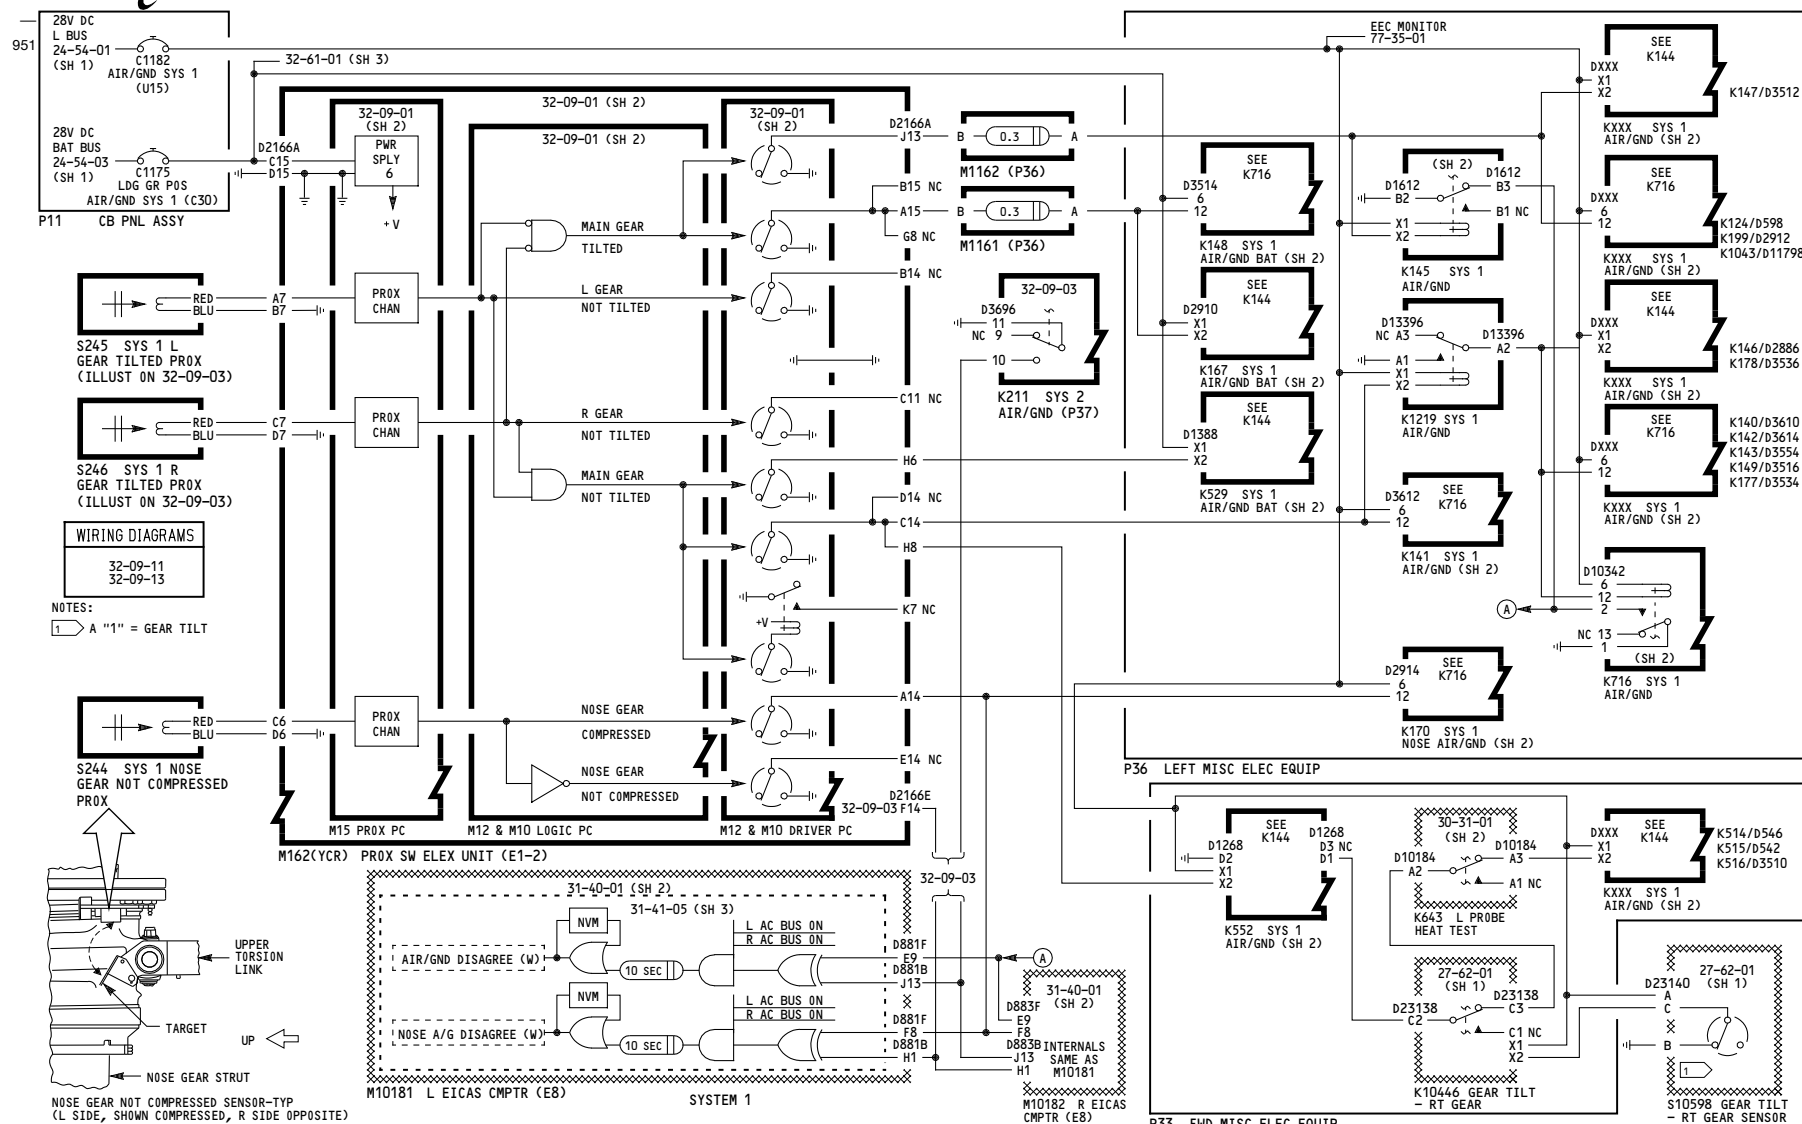 951
28V DC
L BUS
24-54-01
(SH 1)
C1182
AIR/GND SYS 1
(U15)
28V DC
BAT BUS
24-54-03
(SH 1)
C1175
LDG GR POS
AIR/GND SYS 1 (C30)
P11 CB PNL ASSY
32-61-01 (SH 3)
D2166A
C15
D15
32-09-01
(SH 2)
PWR
SPLY
6
+V
32-09-01 (SH 2)
32-09-01 (SH 2)
32-09-01
(SH 2)
RED
BLU
A7
B7
PROX
CHAN
S245 SYS 1 L
GEAR TILTED PROX
(ILLUST ON 32-09-03)
RED
BLU
C7
D7
PROX
CHAN
S246 SYS 1 R
GEAR TILTED PROX
(ILLUST ON 32-09-03)
WIRING DIAGRAMS
32-09-11
32-09-13
NOTES:
1 A "1" = GEAR TILT
RED
BLU
C6
D6
PROX
CHAN
S244 SYS 1 NOSE
GEAR NOT COMPRESSED
PROX
MAIN GEAR
TILTED
L GEAR
NOT TILTED
R GEAR
NOT TILTED
MAIN GEAR
NOT TILTED
NOSE GEAR
COMPRESSED
NOSE GEAR
NOT COMPRESSED
+V
M15 PROX PC
M12 & M10 LOGIC PC
M12 & M10 DRIVER PC
M162(YCR) PROX SW ELEX UNIT (E1-2)
D2166A
J13
B15 NC
A15
G8 NC
B14 NC
C11 NC
H6
D14 NC
C14
H8
K7 NC
A14
E14 NC
D2166E
32-09-03 F14
32-09-03
B 0.3 A
M1162 (P36)
B 0.3 A
M1161 (P36)
32-09-03
D3696
11
NC 9
10
K211 SYS 2
AIR/GND (P37)
EEC MONITOR
77-35-01
D3514
6
12
SEE
K716
K148 SYS 1
AIR/GND BAT (SH 2)
D2910
X1
X2
SEE
K144
K167 SYS 1
AIR/GND BAT (SH 2)
D1388
X1
X2
SEE
K144
K529 SYS 1
AIR/GND BAT (SH 2)
(SH 2)
D1612
B2
D1612
B3
B1 NC
X1
X2
K145 SYS 1
AIR/GND
D13396
NC A3
D13396
A2
A1
X1
X2
K1219 SYS 1
AIR/GND
D3612
6
12
SEE
K716
K141 SYS 1
AIR/GND (SH 2)
D2914
6
12
SEE
K716
K170 SYS 1
NOSE AIR/GND (SH 2)
SEE
K144
DXXX
X1
X2
K147/D3512
KXXX SYS 1
AIR/GND (SH 2)
SEE
K716
DXXX
6
12
K124/D598
K199/D2912
K1043/D11798
KXXX SYS 1
AIR/GND (SH 2)
SEE
K144
DXXX
X1
X2
K146/D2886
K178/D3536
KXXX SYS 1
AIR/GND (SH 2)
SEE
K716
DXXX
6
12
K140/D3610
K142/D3614
K143/D3554
K149/D3516
K177/D3534
KXXX SYS 1
AIR/GND (SH 2)
D10342
6
12
2
A
NC 13
1
(SH 2)
K716 SYS 1
AIR/GND
P36 LEFT MISC ELEC EQUIP
D1268
D2
X1
X2
SEE
K144
D1268
D3 NC
D1
K552 SYS 1
AIR/GND (SH 2)
30-31-01
(SH 2)
D10184
A2
D10184
A3
A1 NC
K643 L PROBE
HEAT TEST
DXXX
X1
X2
SEE
K144
K514/D546
K515/D542
K516/D3510
KXXX SYS 1
AIR/GND (SH 2)
27-62-01
(SH 1)
D23138
C2
D23138
C3
C1 NC
X1
X2
K10446 GEAR TILT
- RT GEAR
27-62-01
(SH 1)
D23140
A
C
B
1
S10598 GEAR TILT
- RT GEAR SENSOR
P33 FWD MISC ELEC EQUIP
31-40-01 (SH 2)
31-41-05 (SH 3)
NVM
L AC BUS ON
R AC BUS ON
AIR/GND DISAGREE (W)
10 SEC
D881F
E9
D881B
J13
NVM
L AC BUS ON
R AC BUS ON
NOSE A/G DISAGREE (W)
10 SEC
D881F
F8
D881B
H1
M10181 L EICAS CMPTR (E8)
SYSTEM 1
A
31-40-01
(SH 2)
D883F
E9
F8
D883B
J13
H1
INTERNALS
SAME AS
M10181
M10182 R EICAS
CMPTR (E8)
UPPER
TORSION
LINK
TARGET
UP
NOSE GEAR STRUT
NOSE GEAR NOT COMPRESSED SENSOR-TYP
(L SIDE, SHOWN COMPRESSED, R SIDE OPPOSITE)